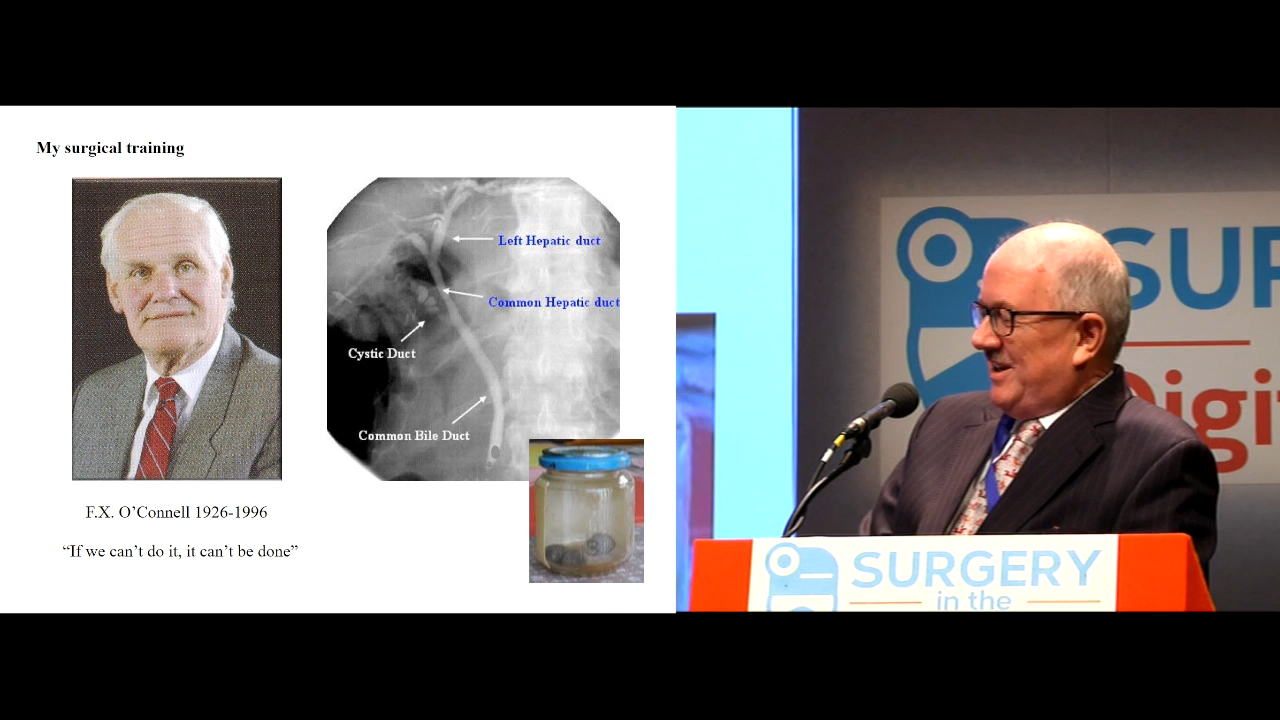 My surgical training
Left Hepatic duct
Common Hepatic duct
Cystic Duct
Common Bile Duct
F.X. O’Connell 1926-1996
“If we can’t do it, it can’t be done”
SUR
Digi
SURGERY
in the